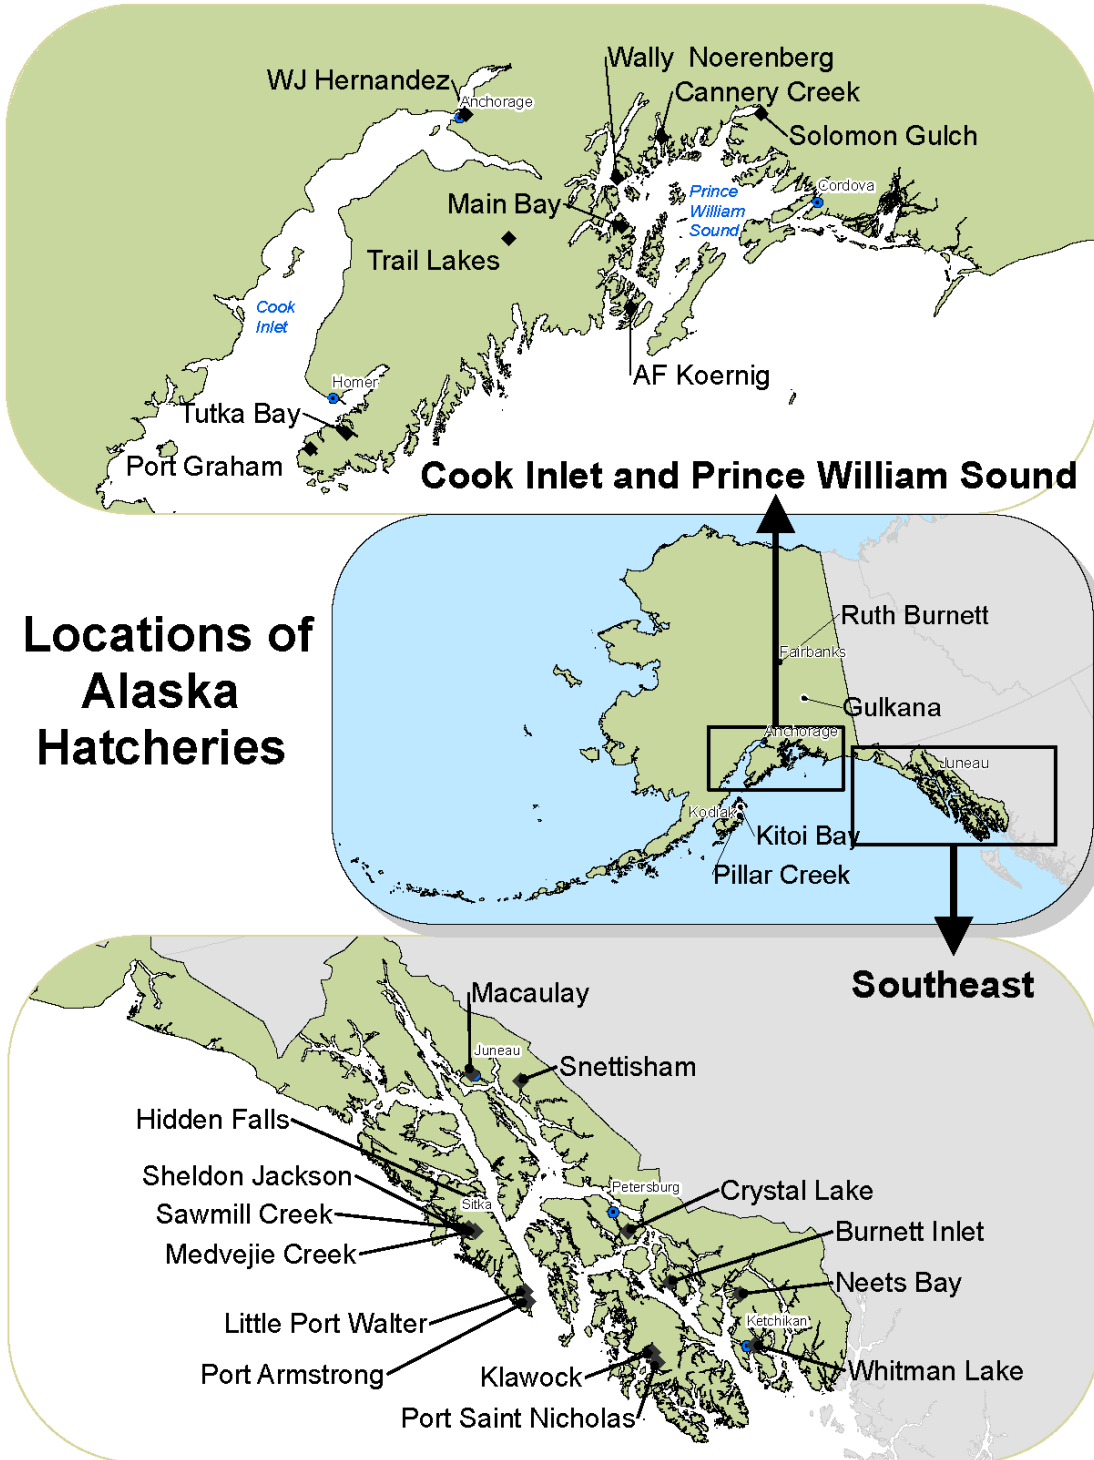 Wally Noerenberg
WJ Hernandez
Cannery Creek
Anchorage
Solomon Gulch
Prince
William
Sound
Cordova
Main Bay
Trail Lakes
Cook
Inlet
AF Koernig
Homer
Tutka Bay
Port Graham
Cook Inlet and Prince William Sound
Locations of
Alaska
Hatcheries
Ruth Burnett
Fairbanks
Gulkana
Anchorage
Juneau
Kodiak
Kitoi Bay
Pillar Creek
Southeast
Macaulay
Juneau
Snettisham
Hidden Falls
Sheldon Jackson
Sitka
Petersburg
Crystal Lake
Sawmill Creek
Burnett Inlet
Medvejie Creek
Neets Bay
Little Port Walter
Ketchikan
Port Armstrong
Klawock
Whitman Lake
Port Saint Nicholas